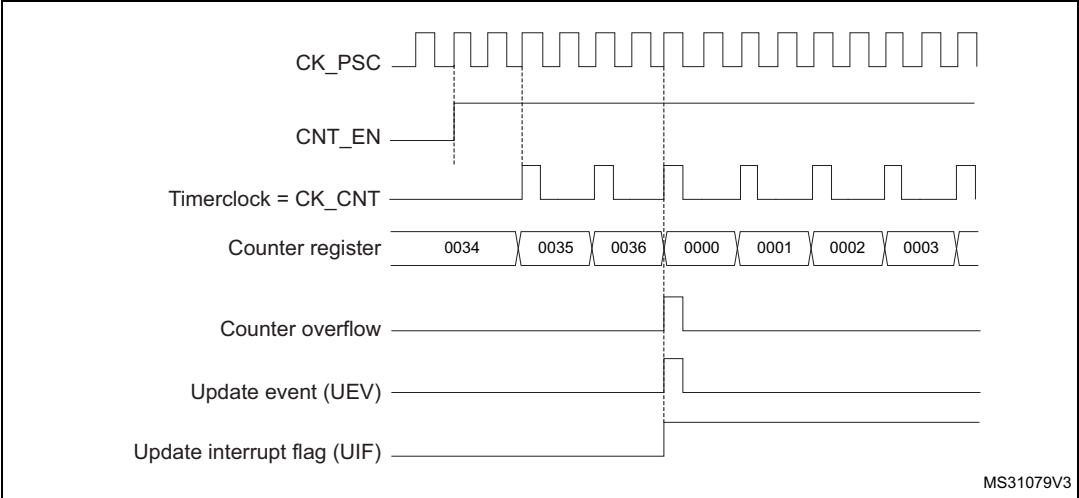 CK_PSC
CNT_EN
Timerclock = CK_CNT
Counter register 0034 0035 0036 0000 0001 0002 0003
Counter overflow
Update event (UEV)
Update interrupt flag (UIF)
MS31079V3